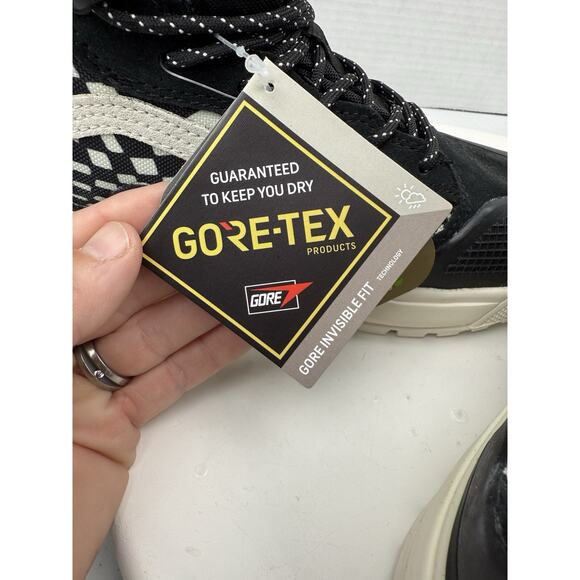 GUARANTEED
TO KEEP YOU DRY
GORE-TEX
PRODUCTS
GORE
GORE INVISIBLE FIT
TECHNOLOGY